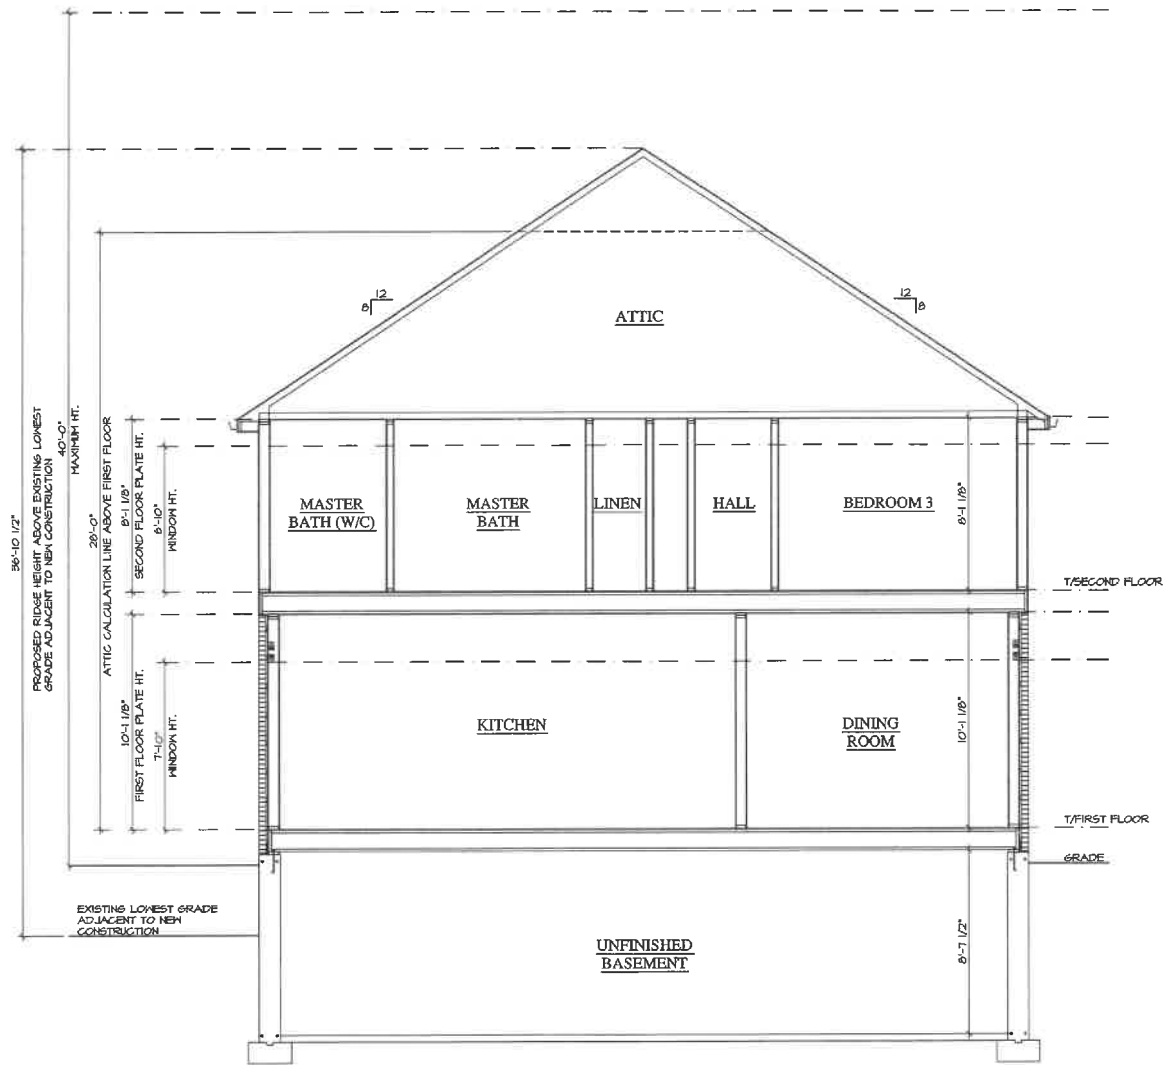 12
8
12
8
ATTIC
36'-10 1/2"
PROPOSED RIDGE HEIGHT ABOVE EXISTING LOWEST
GRADE ADJACENT TO NEW CONSTRUCTION
40'-0"
MAXIMUM HT.
28'-0"
ATTIC CALCULATION LINE ABOVE FIRST FLOOR
8'-1 1/8"
SECOND FLOOR PLATE HT.
6'-10"
WINDOW HT.
MASTER
BATH (W/C)
MASTER
BATH
LINEN
HALL
BEDROOM 3
8'-1 1/8"
T/SECOND FLOOR
10'-1 1/8"
FIRST FLOOR PLATE HT.
7'-10"
WINDOW HT.
KITCHEN
DINING
ROOM
10'-1 1/8"
T/FIRST FLOOR
GRADE
EXISTING LOWEST GRADE
ADJACENT TO NEW
CONSTRUCTION
UNFINISHED
BASEMENT
8'-7 1/2"